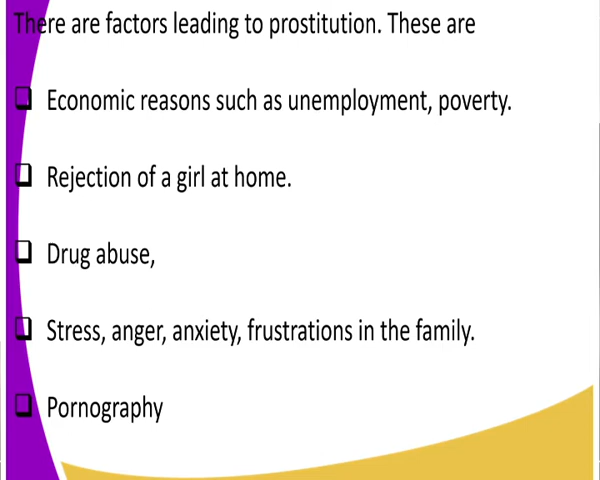 There are factors leading to prostitution. These are
❑ Economic reasons such as unemployment, poverty.
❑ Rejection of a girl at home.
❑ Drug abuse,
❑ Stress, anger, anxiety, frustrations in the family.
❑ Pornography